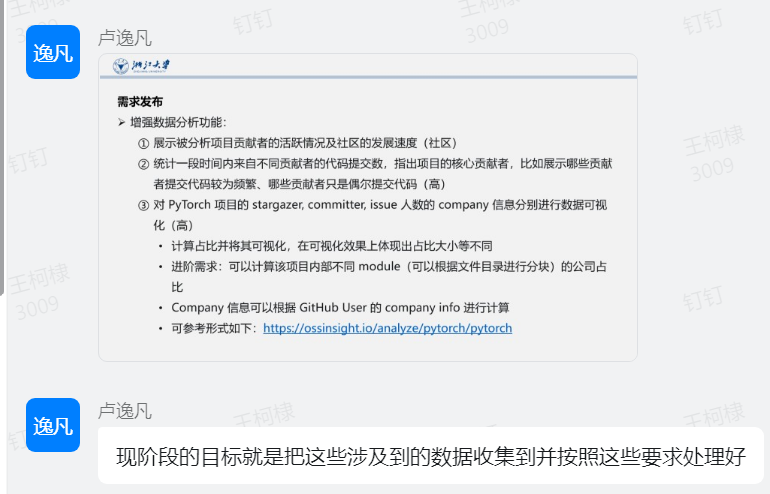 王柯棣
3009
钉钉
王柯棣
3009
钉钉
逸凡
卢逸凡
浙江大学
需求发布
➢ 增强数据分析功能：
① 展示被分析项目贡献者的活跃情况及社区的发展速度（社区）
② 统计一段时间内来自不同贡献者的代码提交数，指出项目的核心贡献者，比如展示哪些贡献
者提交代码较为频繁、哪些贡献者只是偶尔提交代码（高）
③ 对 PyTorch 项目的 stargazer, committer, issue 人数的 company 信息分别进行数据可视
化（高）
• 计算占比并将其可视化，在可视化效果上体现出占比大小等不同
• 进阶需求：可以计算该项目内部不同 module（可以根据文件目录进行分块）的公司占
比
• Company 信息可以根据 GitHub User 的 company info 进行计算
• 可参考形式如下：https://ossinsight.io/analyze/pytorch/pytorch
钉钉
王柯棣
3009
王柯棣
3009
钉钉
逸凡
卢逸凡
王柯棣
王柯棣
现阶段的目标就是把这些涉及到的数据收集到并按照这些要求处理好